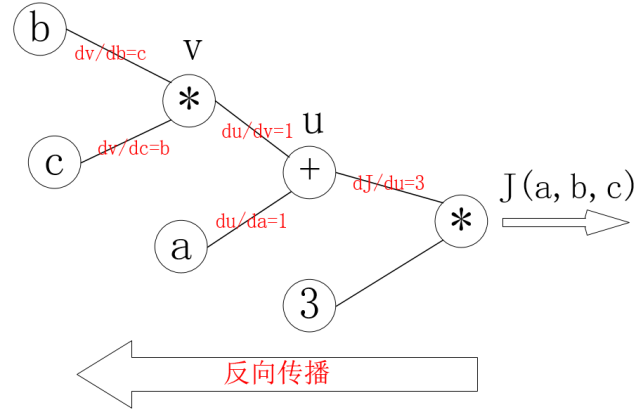 b
v
dv/db=c
*
c
dv/dc=b
du/dv=1
u
+
dJ/du=3
J(a,b,c)
*
a
du/da=1
3
反向传播